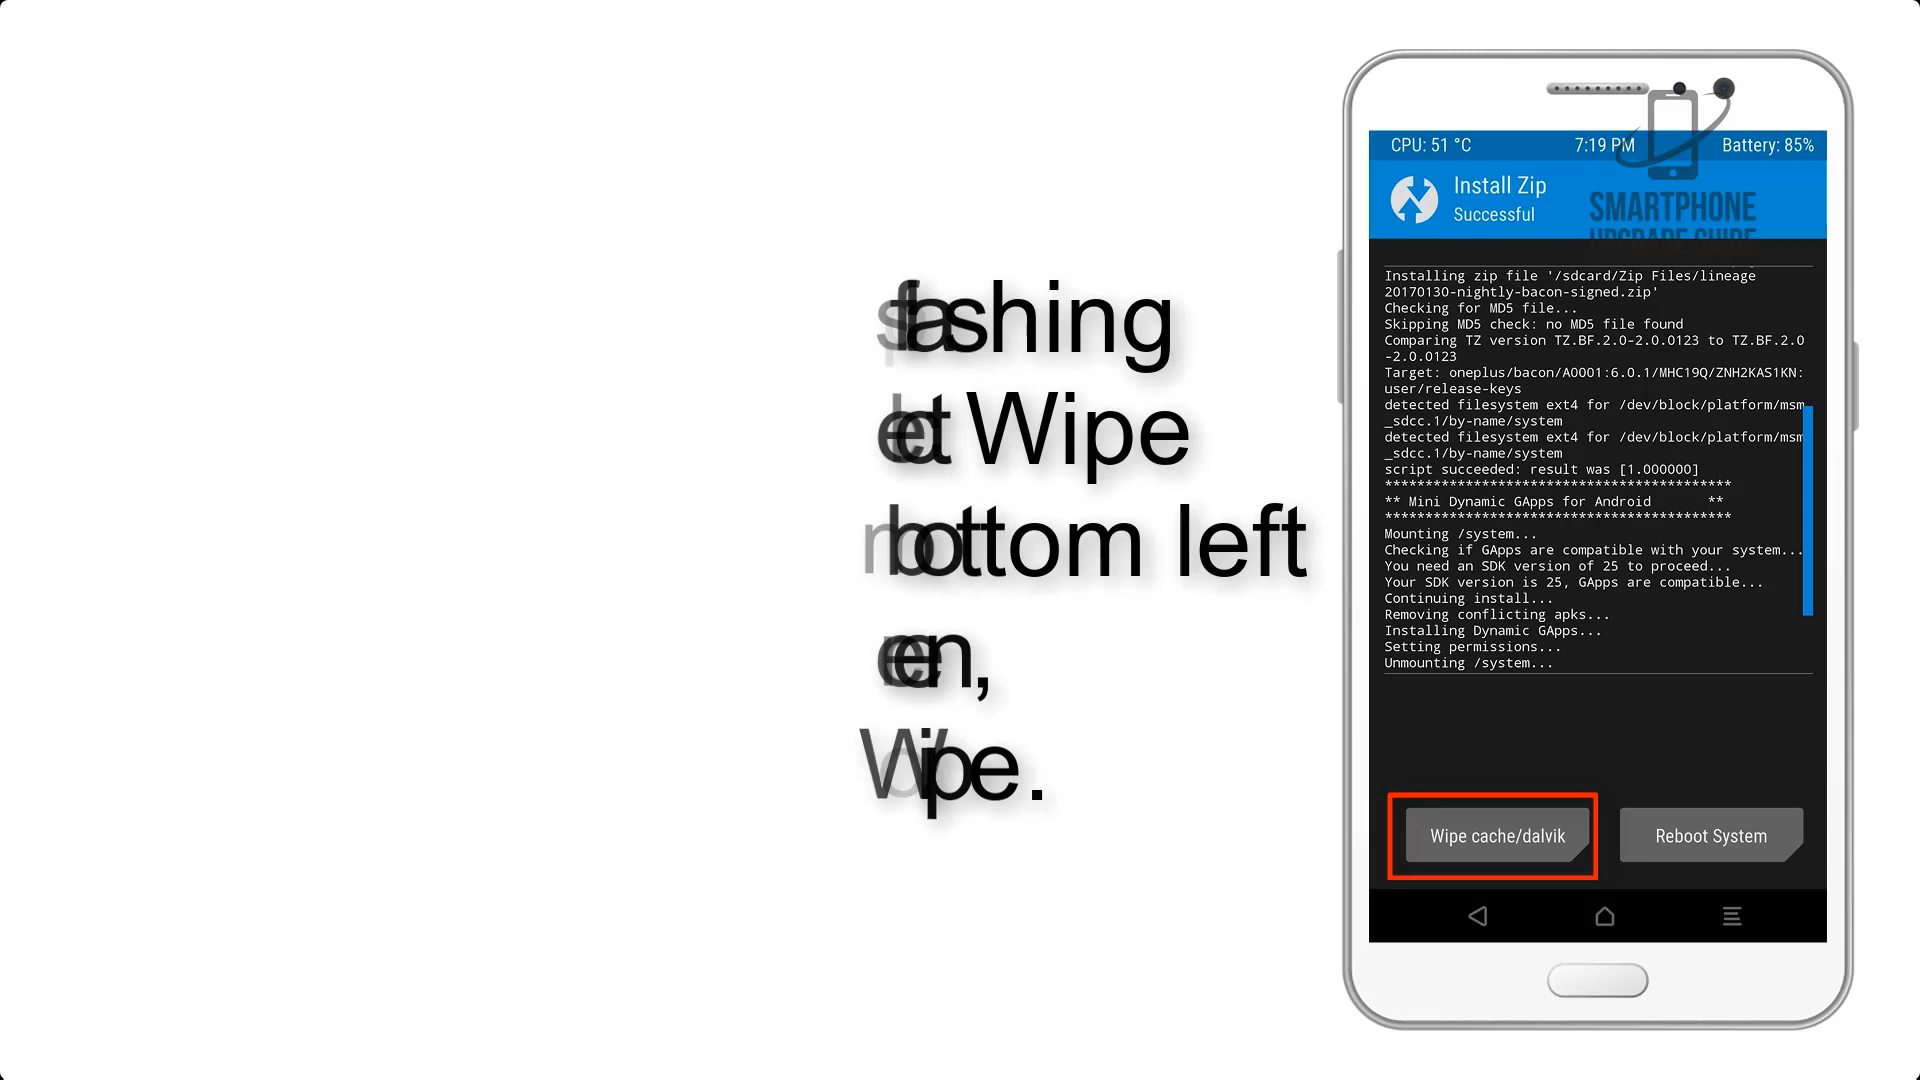 flashing
Wipe
bottom left
Wipe.
CPU: 51 °C
7:19 PM
Battery: 85%
Install Zip
Successful
SMARTPHONE
UPGRADE GUIDE
Installing zip file '/sdcard/Zip Files/lineage
20170130-nightly-bacon-signed.zip'
Checking for MD5 file...
Skipping MD5 check: no MD5 file found
Comparing TZ version TZ.BF.2.0-2.0.0123 to TZ.BF.2.0
-2.0.0123
Target: oneplus/bacon/A0001:6.0.1/MHC19Q/ZNH2KAS1KN:
user/release-keys
detected filesystem ext4 for /dev/block/platform/msm
_sdcc.1/by-name/system
detected filesystem ext4 for /dev/block/platform/msm
_sdcc.1/by-name/system
script succeeded: result was [1.000000]
*******************************************
** Mini Dynamic GApps for Android       **
*******************************************
Mounting /system...
Checking if GApps are compatible with your system...
You need an SDK version of 25 to proceed...
Your SDK version is 25, GApps are compatible...
Continuing install...
Removing conflicting apks...
Installing Dynamic GApps...
Setting permissions...
Unmounting /system...
Wipe cache/dalvik
Reboot System